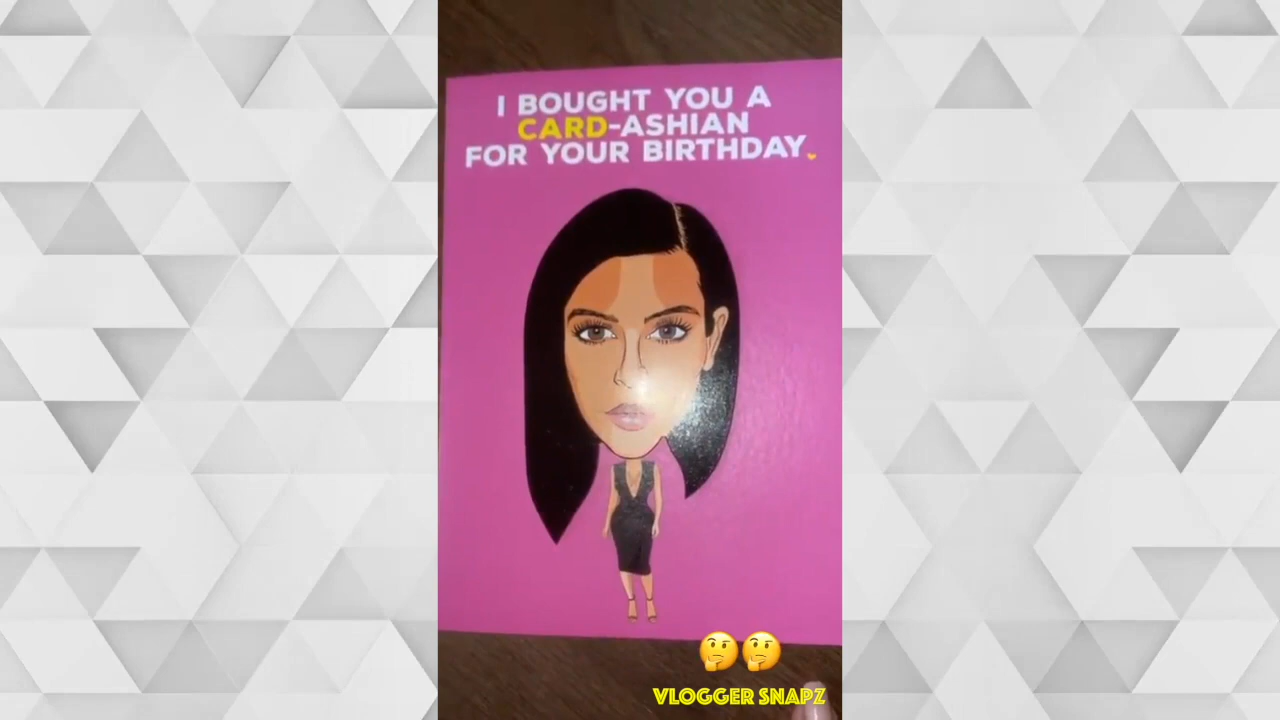 I BOUGHT YOU A
CARD-ASHIAN
FOR YOUR BIRTHDAY.
VLOGGER SNAPZ